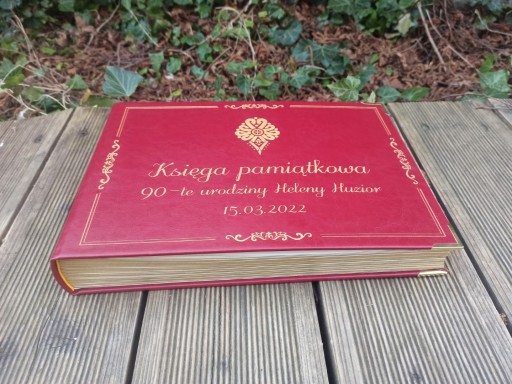 Księga pamiątkowa
90-te urodziny Heleny Huzior
15.03.2022